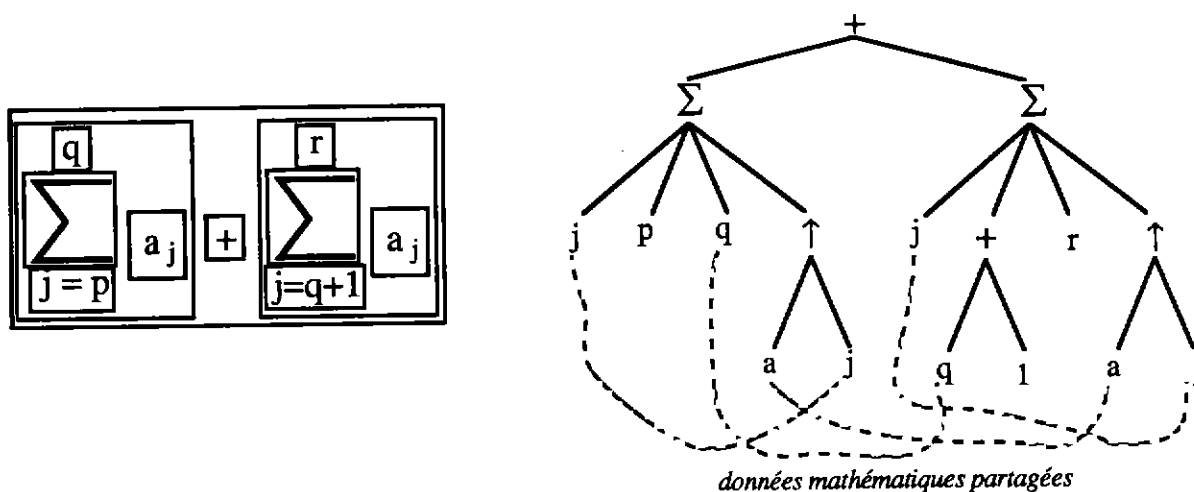 q
∑
a j
j = p
+
r
∑
a j
j=q+1
+
∑ ∑
j p q ↑ j + r ↑
a j q 1 a
données mathématiques partagées